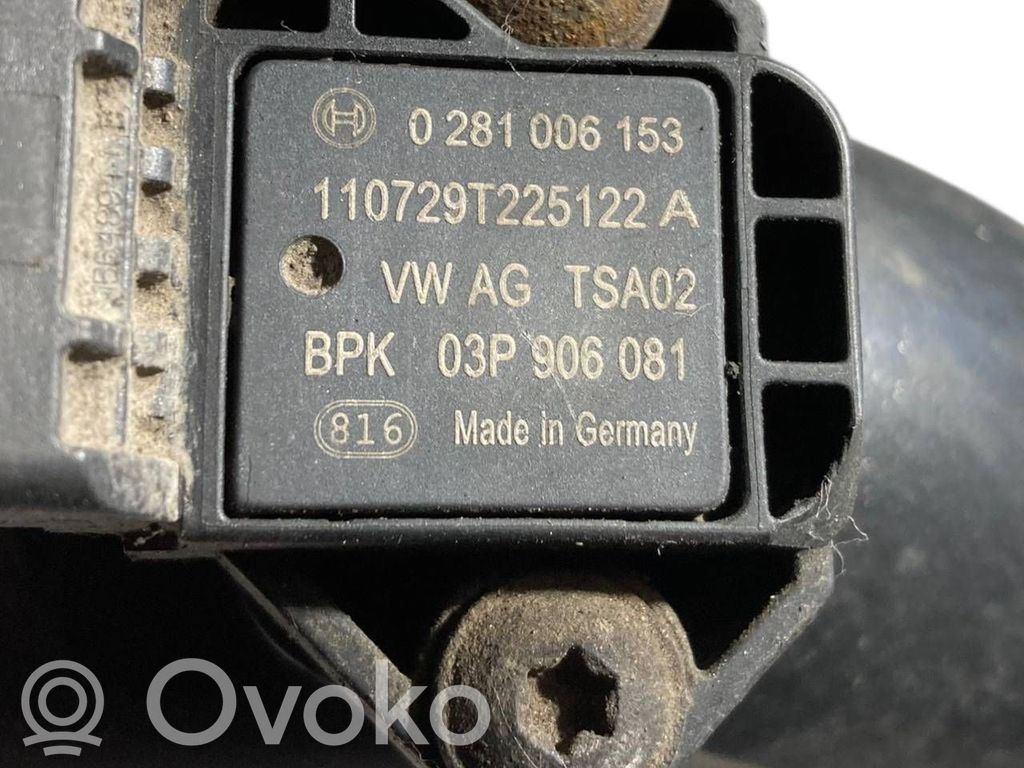 0 281 006 153
110729T225122 A
VW AG TSA02
BPK 03P 906 081
816 Made in Germany
Ovoko